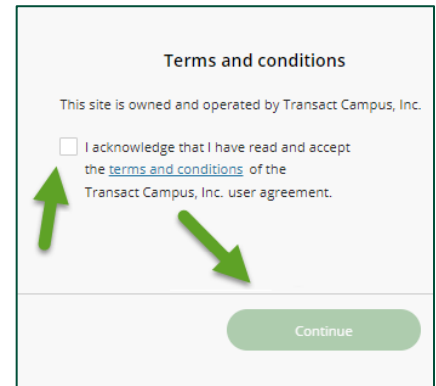 Terms and conditions
This site is owned and operated by Transact Campus, Inc.
I acknowledge that I have read and accept
the terms and conditions of the
Transact Campus, Inc. user agreement.
Continue